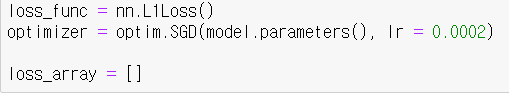 loss_func = nn.L1Loss()
optimizer = optim.SGD(model.parameters(), lr = 0.0002)
loss_array = []